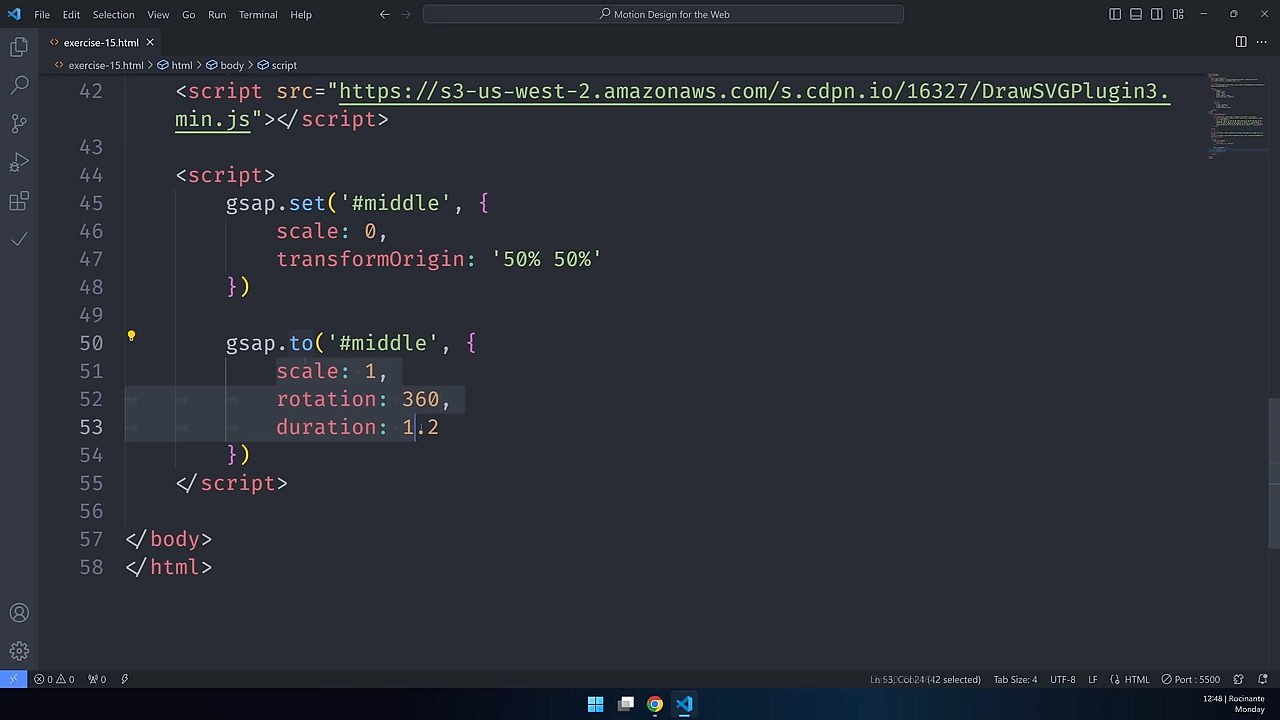 File Edit Selection View Go Run Terminal Help Motion Design for the Web
exercise-15.html
exercise-15.html > html > body > script
42 <script src="https://s3-us-west-2.amazonaws.com/s.cdpn.io/16327/DrawSVGPlugin3.
min.js"></script>
43
44 <script>
45 gsap.set('#middle', {
46 scale: 0,
47 transformOrigin: '50% 50%'
48 })
49
50 gsap.to('#middle', {
51 scale: 1,
52 rotation: 360,
53 duration: 1.2
54 })
55 </script>
56
57 </body>
58 </html>
0 0 0 Ln 53, Col 24 (42 selected) Tab Size: 4 UTF-8 LF HTML Port : 5500
12:48 | Rocinante
Monday